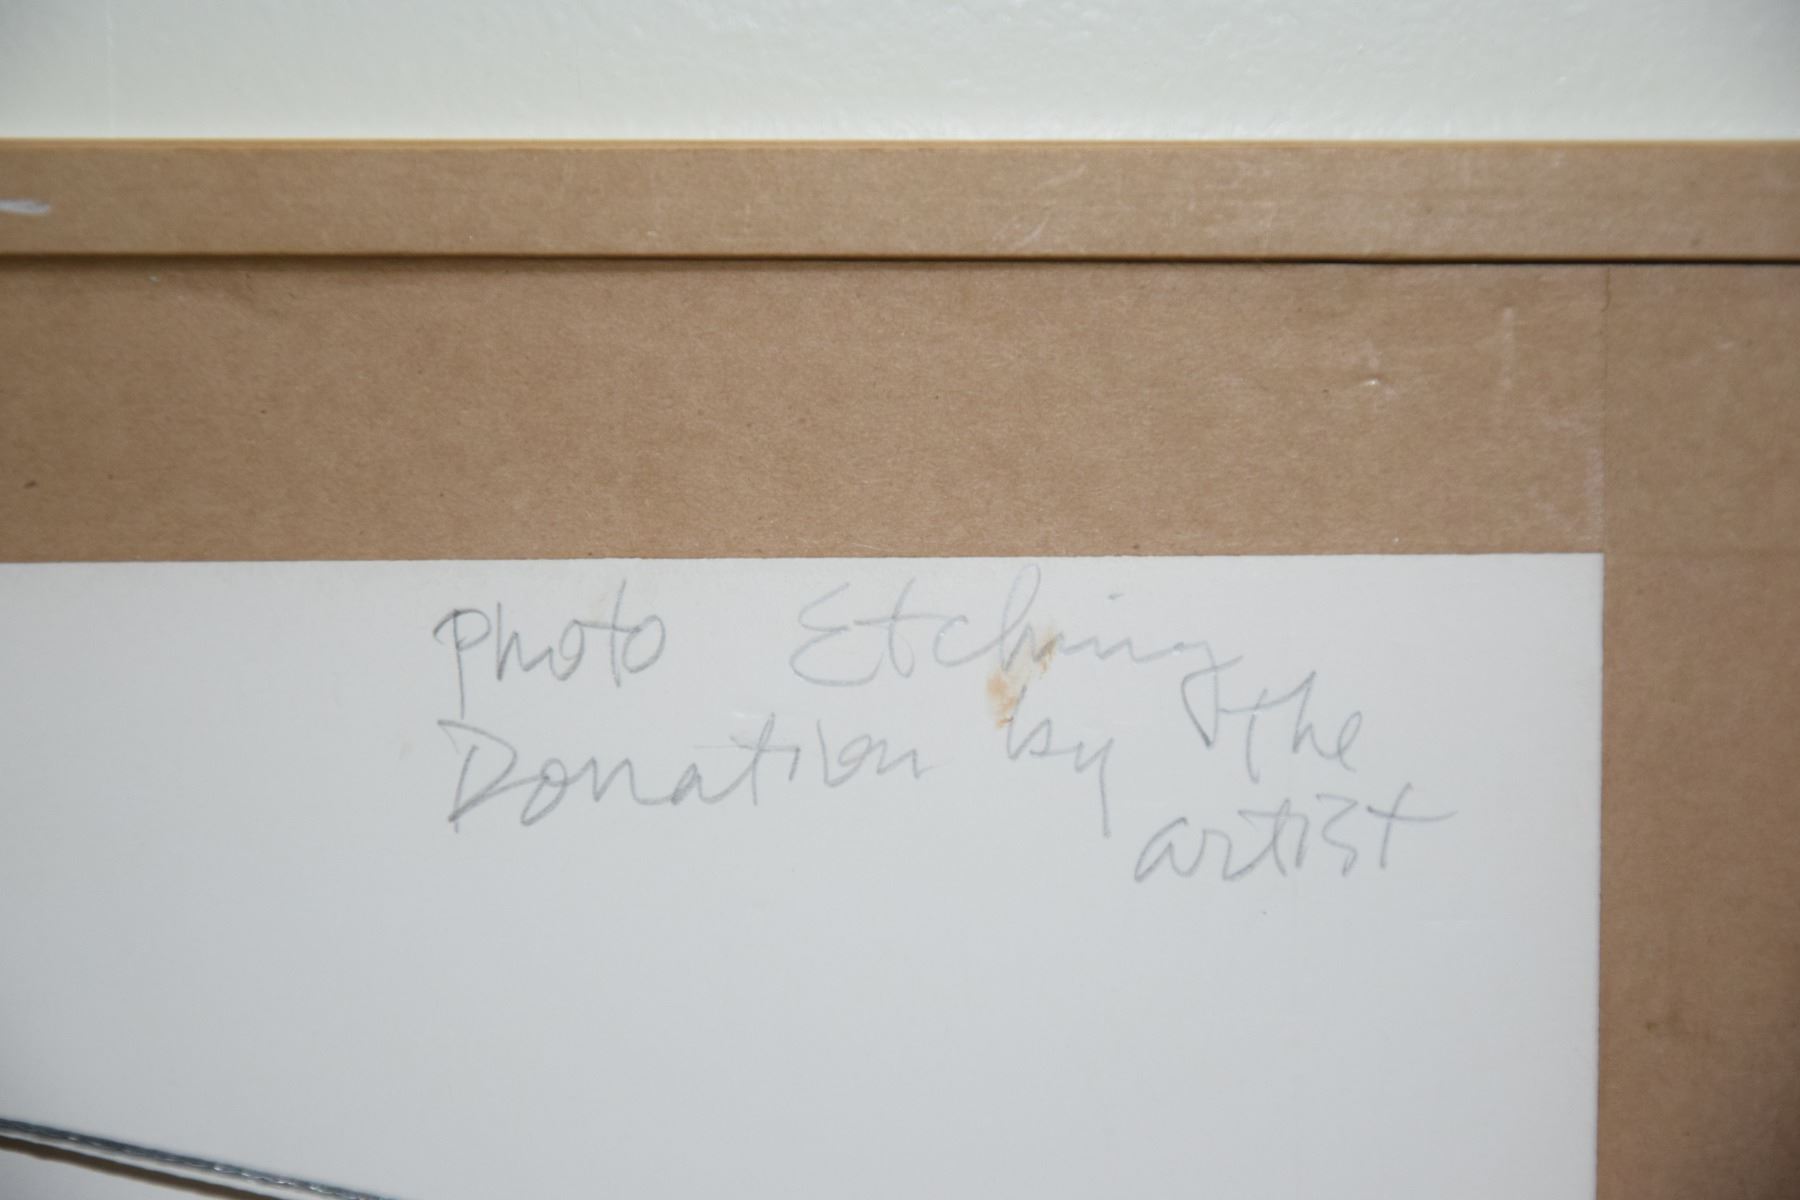 Photo Etching
Donation by the
artist